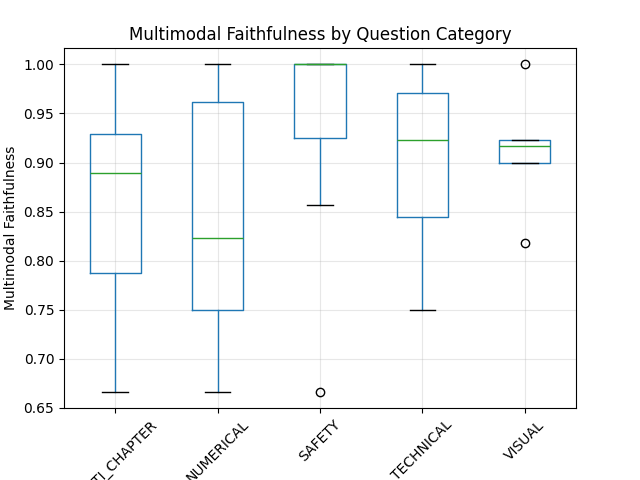 Multimodal Faithfulness by Question Category
Multimodal Faithfulness
1.00
0.95
0.90
0.85
0.80
0.75
0.70
0.65
TI_CHAPTER
NUMERICAL
SAFETY
TECHNICAL
VISUAL